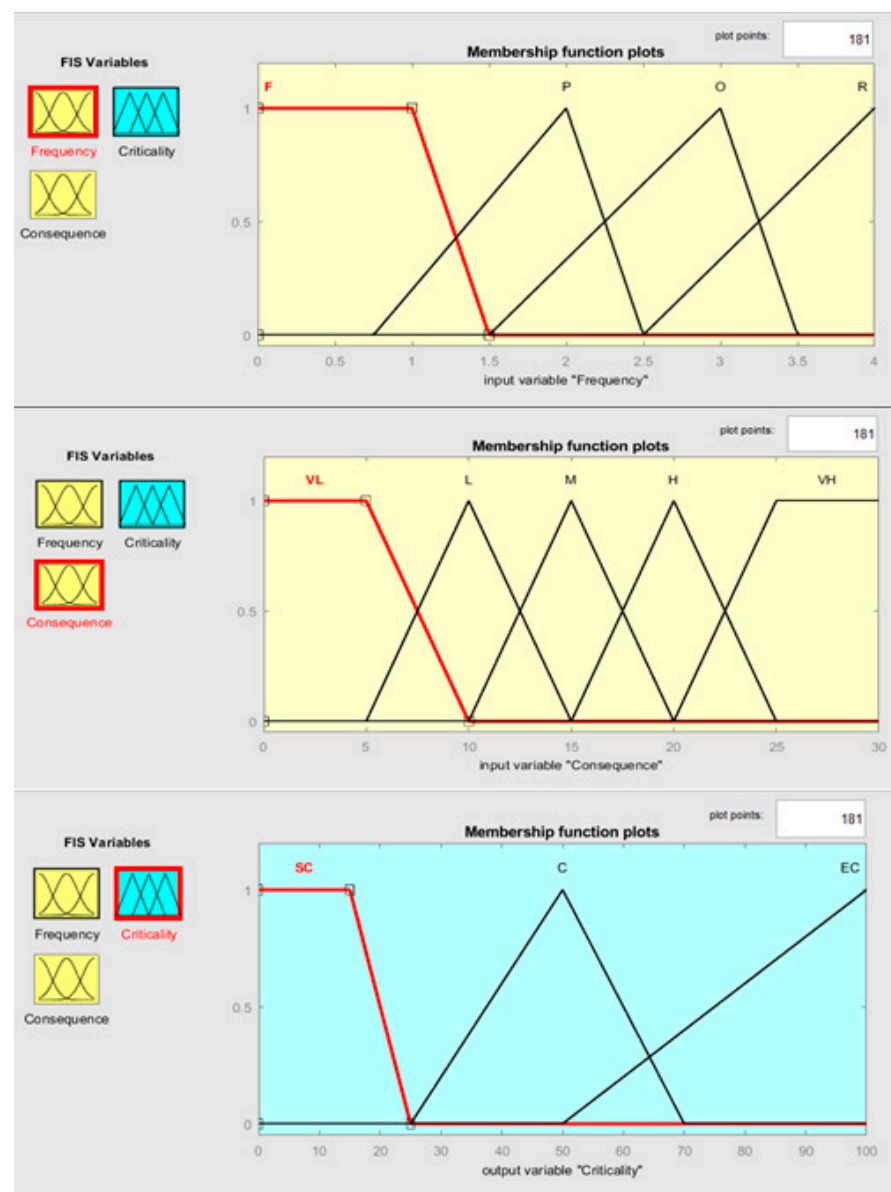 plot points: 181
Membership function plots
FIS Variables
F P O R
1
Frequency Criticality
0.5
Consequence
0
0 0.5 1 1.5 2 2.5 3 3.5 4
input variable "Frequency"
plot points: 181
Membership function plots
FIS Variables
VL L M H VH
1
Frequency Criticality
0.5
Consequence
0
0 5 10 15 20 25 30
input variable "Consequence"
plot points: 181
Membership function plots
FIS Variables
SC C EC
1
Frequency Criticality
0.5
Consequence
0
0 10 20 30 40 50 60 70 80 90 100
output variable "Criticality"